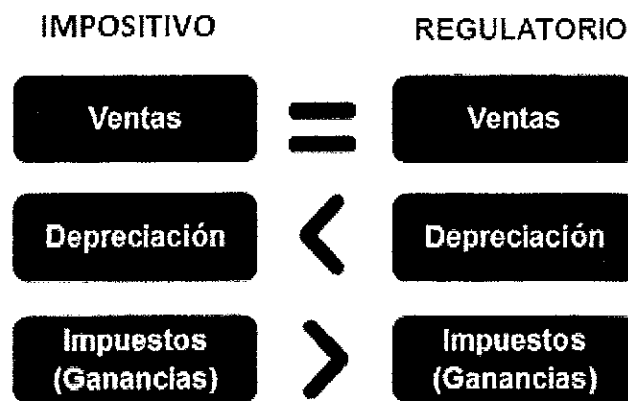 IMPOSITIVO REGULATORIO
Ventas = Ventas
Depreciación < Depreciación
Impuestos (Ganancias) > Impuestos (Ganancias)